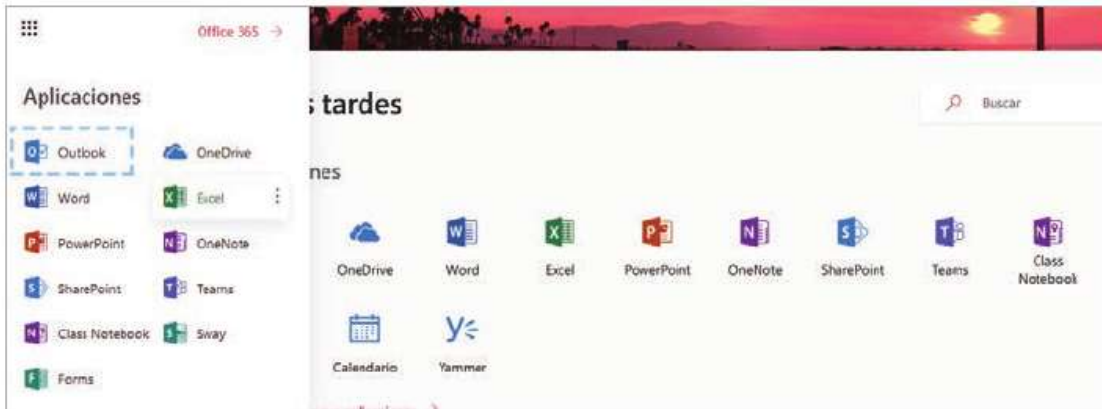 Office 365 →
Aplicaciones
Outlook
OneDrive
Word
Excel
PowerPoint
OneNote
SharePoint
Teams
Class Notebook
Sway
Forms
s tardes
Buscar
nes
OneDrive
Word
Excel
PowerPoint
OneNote
SharePoint
Teams
Class
Notebook
Calendario
Yammer